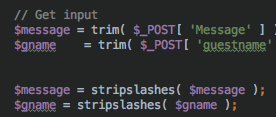 // Get input
$message = trim( $_POST[ 'Message' ]
$gname = trim( $_POST[ 'guestname'
$message = stripslashes( $message );
$gname = stripslashes( $gname );